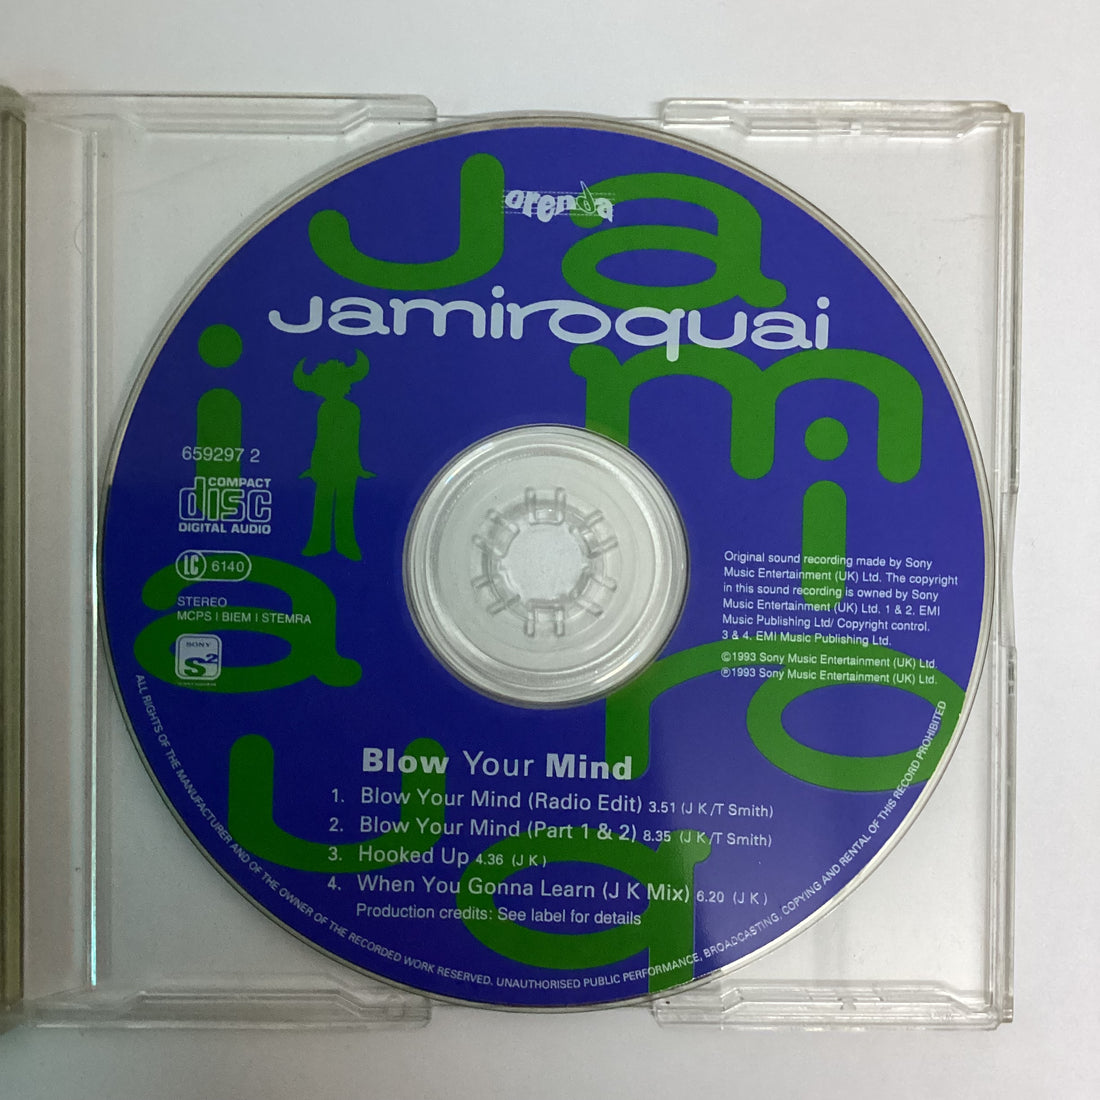 Ja
orenda
Jamiroquai
mi
i
659297 2
COMPACT
disc
DIGITAL AUDIO
LC 6140
STEREO
MCPS I BIEM I STEMRA
SONY
S2
a
ro
Original sound recording made by Sony
Music Entertainment (UK) Ltd. The copyright
in this sound recording is owned by Sony
Music Entertainment (UK) Ltd. 1 & 2, EMI
Music Publishing Ltd/ Copyright control.
3 & 4, EMI Music Publishing Ltd.
©1993 Sony Music Entertainment (UK) Ltd.
℗1993 Sony Music Entertainment (UK) Ltd.
uq
Blow Your Mind
1. Blow Your Mind (Radio Edit) 3.51 (J K /T Smith)
2. Blow Your Mind (Part 1 & 2) 8.35 (J K /T Smith)
3. Hooked Up 4.36 (J K )
4. When You Gonna Learn (J K Mix) 6.20 (J K )
Production credits: See label for details
ALL RIGHTS OF THE MANUFACTURER AND OF THE OWNER OF THE RECORDED WORK RESERVED. UNAUTHORISED PUBLIC PERFORMANCE, BROADCASTING, COPYING AND RENTAL OF THIS RECORD PROHIBITED